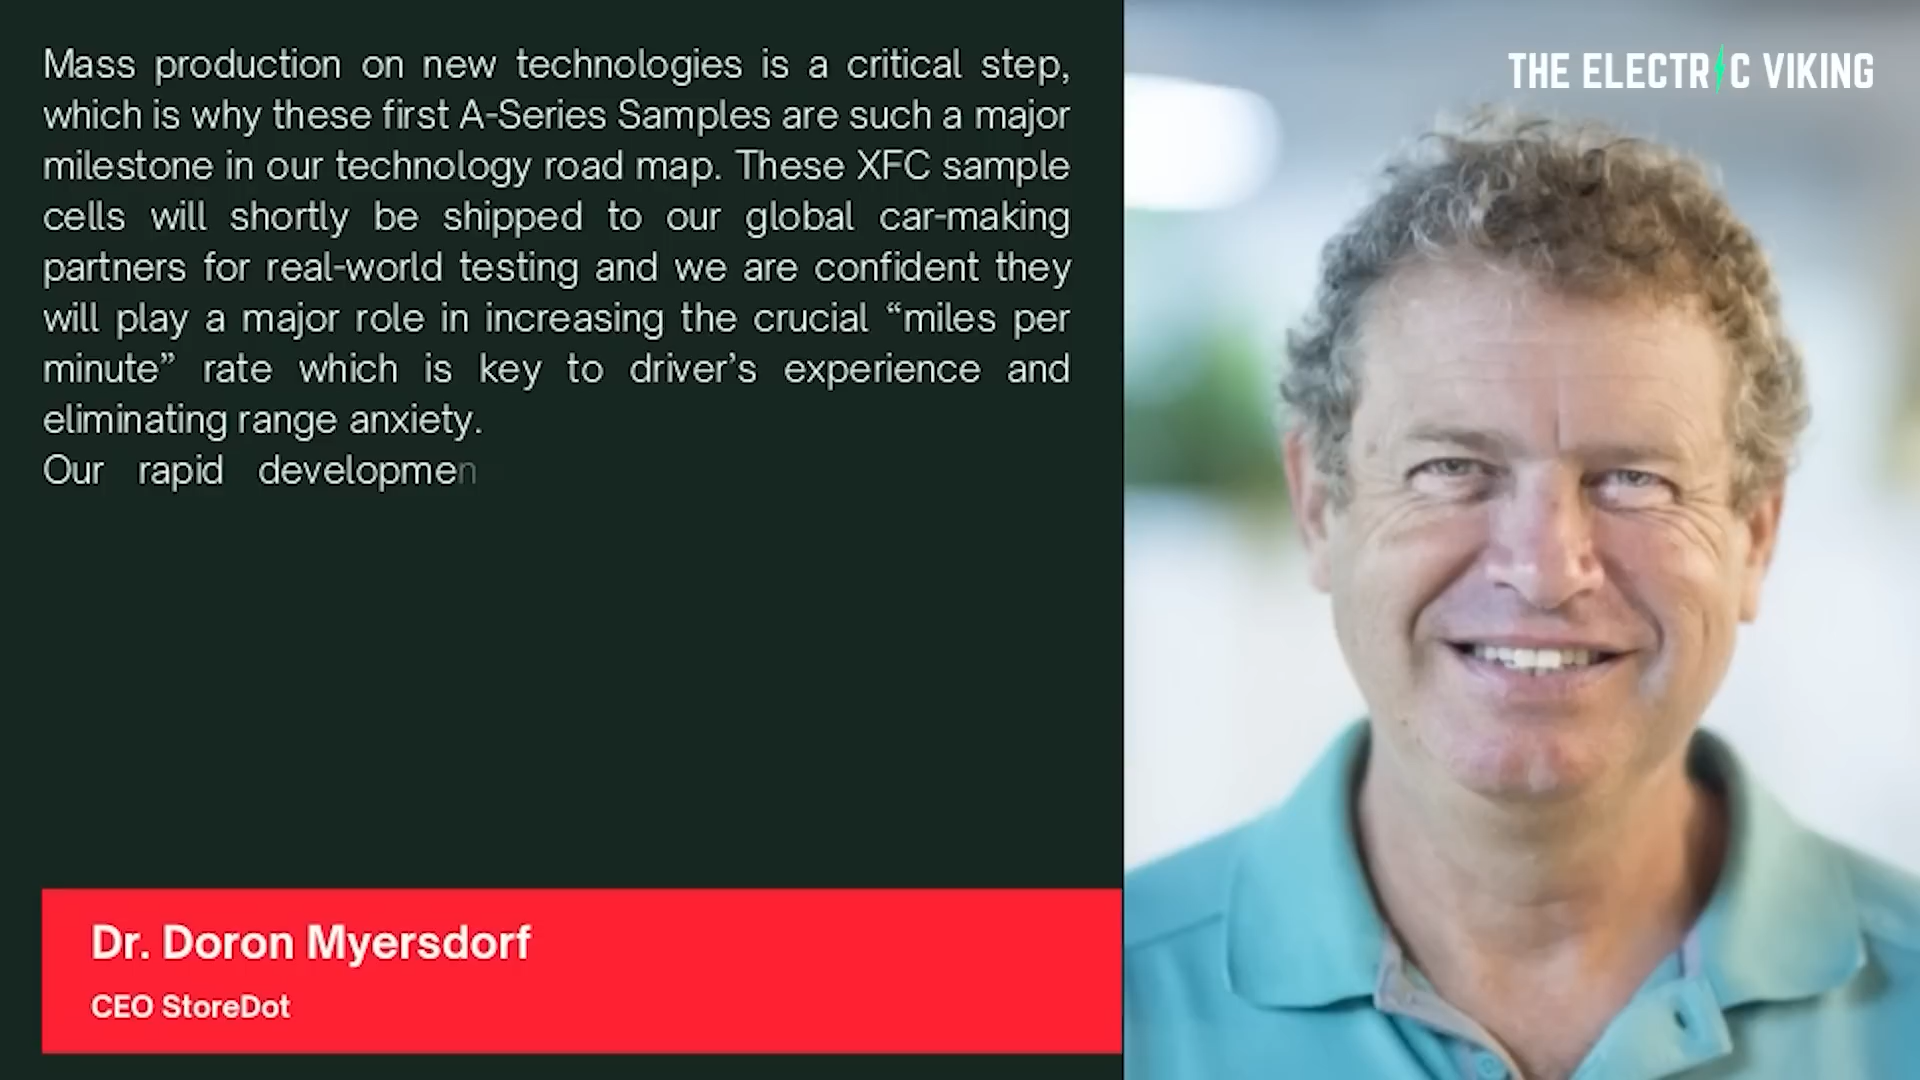 Mass production on new technologies is a critical step,
which is why these first A-Series Samples are such a major
milestone in our technology road map. These XFC sample
cells will shortly be shipped to our global car-making
partners for real-world testing and we are confident they
will play a major role in increasing the crucial “miles per
minute” rate which is key to driver’s experience and
eliminating range anxiety.
Our rapid developmen
Dr. Doron Myersdorf
CEO StoreDot
THE ELECTRIC VIKING